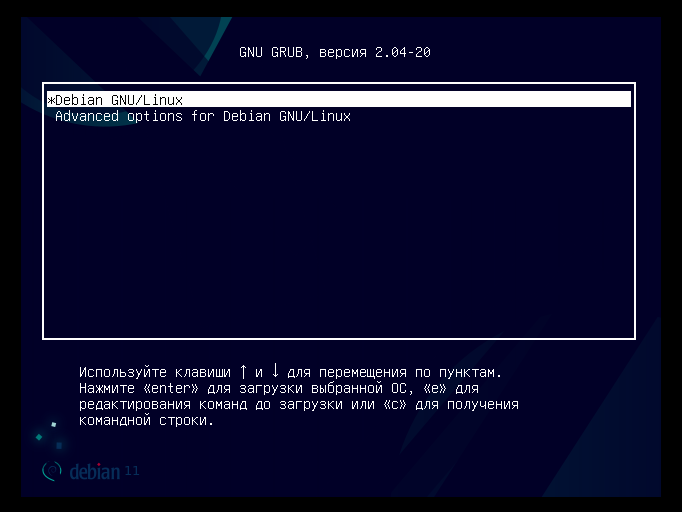 GNU GRUB, версия 2.04-20
*Debian GNU/Linux
Advanced options for Debian GNU/Linux
Используйте клавиши ↑ и ↓ для перемещения по пунктам.
Нажмите «enter» для загрузки выбранной ОС, «e» для
редактирования команд до загрузки или «c» для получения
командной строки.
debian 11